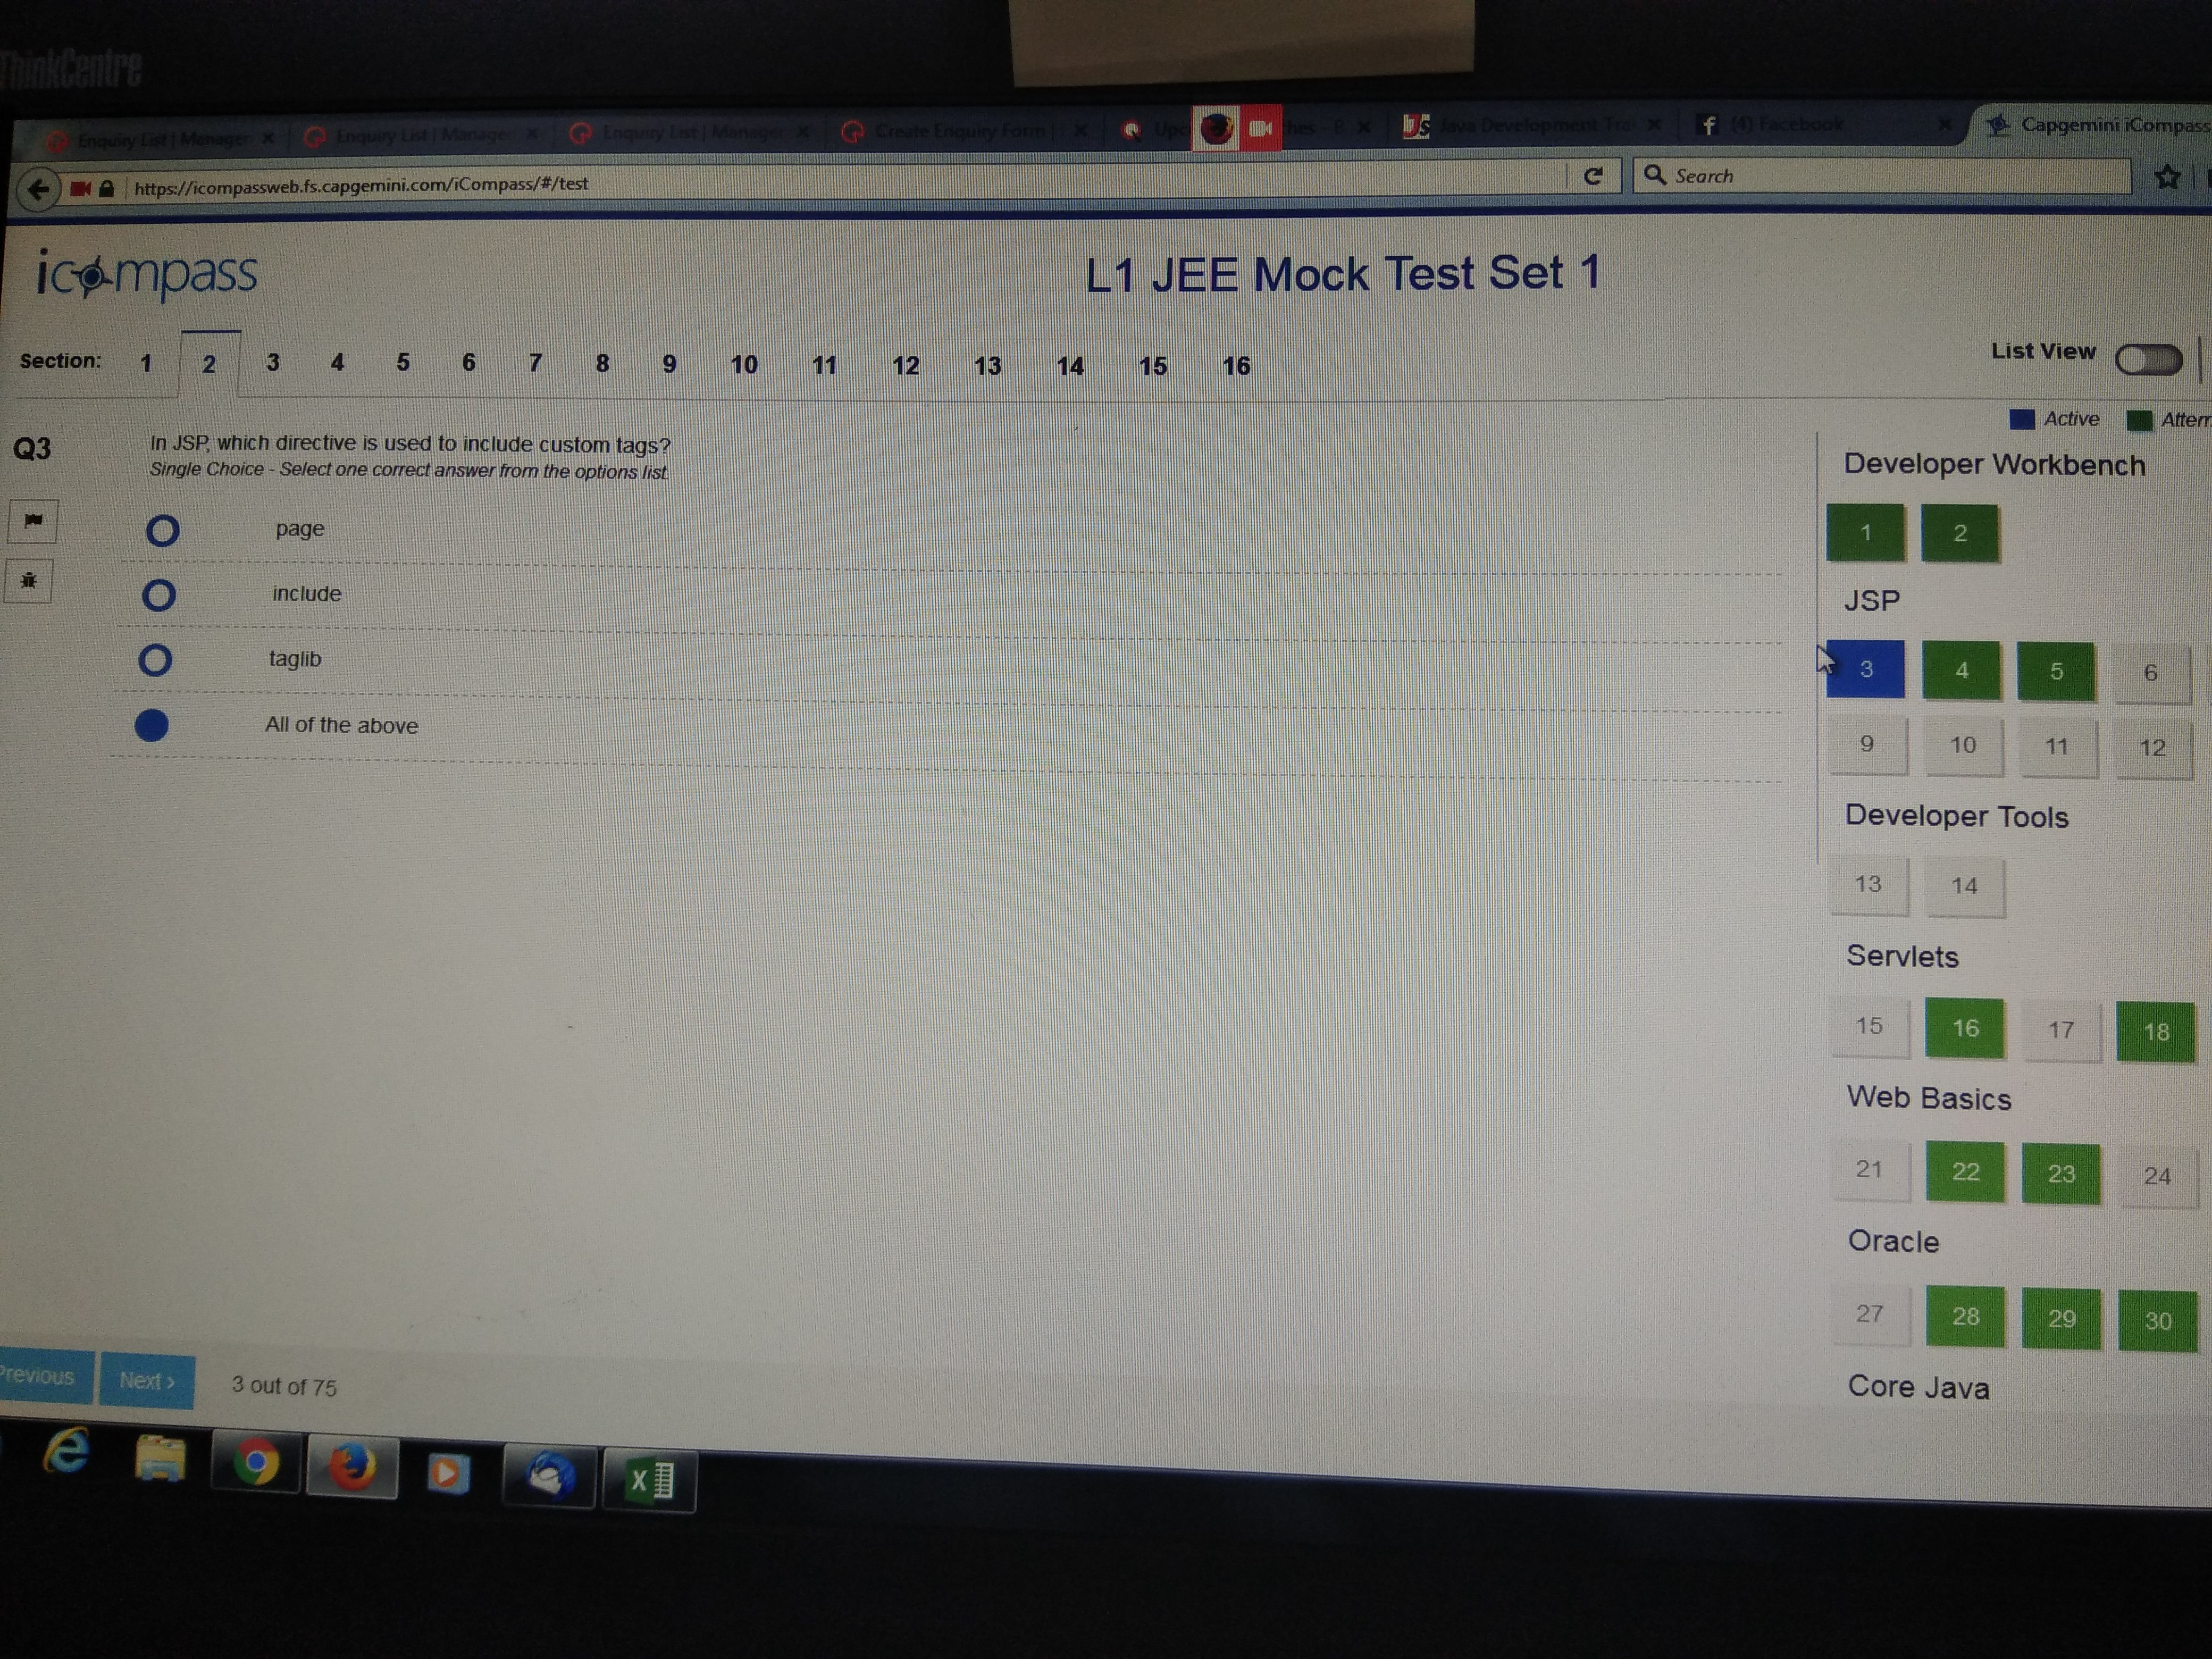 ThinkCentre
Enquiry List | Manager
Enquiry List | Manager
Enquiry List | Manager
Create Enquiry Form |
Java Development Tra
(4) Facebook
Capgemini iCompass
https://icompassweb.fs.capgemini.com/iCompass/#/test
Search
icompass
L1 JEE Mock Test Set 1
Section: 1 2 3 4 5 6 7 8 9 10 11 12 13 14 15 16
List View
Active
Q3
In JSP, which directive is used to include custom tags?
Single Choice - Select one correct answer from the options list.
page
include
taglib
All of the above
Developer Workbench
1 2
JSP
3 4 5 6
9 10 11 12
Developer Tools
13 14
Servlets
15 16 17 18
Web Basics
21 22 23 24
Oracle
27 28 29 30
Core Java
Previous Next >
3 out of 75